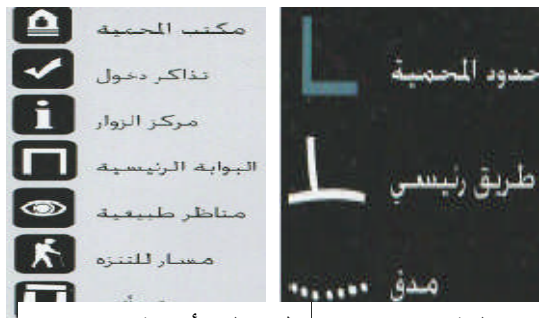 مكتب المحمية
تذاكر دخول
مركز الزوار
البوابة الرئيسية
مناظر طبيعية
مسار للتنزه
حدود المحمية
طريق رئيسي
مدق